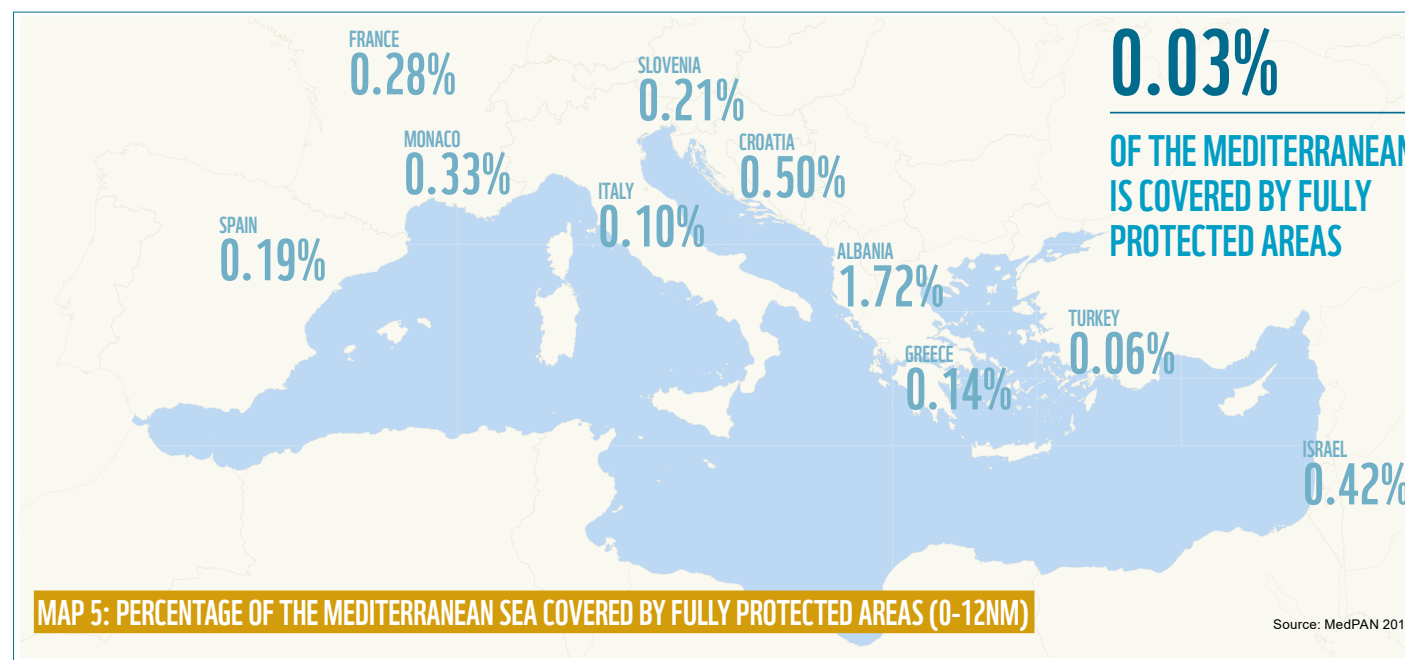 FRANCE
0.28%
SLOVENIA
0.21%
MONACO
0.33%
CROATIA
0.50%
ITALY
0.10%
SPAIN
0.19%
ALBANIA
1.72%
TURKEY
0.06%
GREECE
0.14%
ISRAEL
0.42%
0.03%
OF THE MEDITERRANEAN
IS COVERED BY FULLY
PROTECTED AREAS
MAP 5: PERCENTAGE OF THE MEDITERRANEAN SEA COVERED BY FULLY PROTECTED AREAS (0-12NM)
Source: MedPAN 201